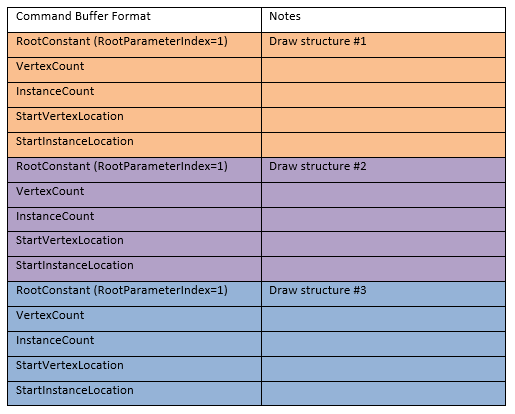 Command Buffer Format Notes
RootConstant (RootParameterIndex=1) Draw structure #1
VertexCount
InstanceCount
StartVertexLocation
StartInstanceLocation
RootConstant (RootParameterIndex=1) Draw structure #2
VertexCount
InstanceCount
StartVertexLocation
StartInstanceLocation
RootConstant (RootParameterIndex=1) Draw structure #3
VertexCount
InstanceCount
StartVertexLocation
StartInstanceLocation